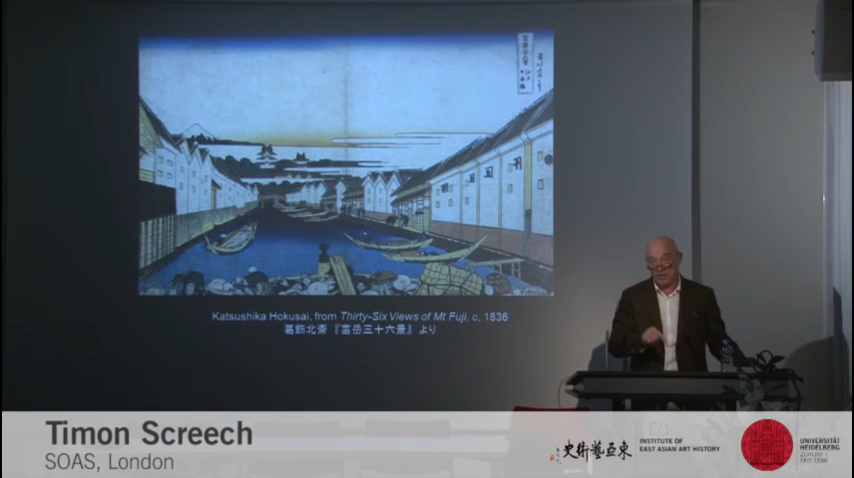 Katsushika Hokusai, from Thirty-Six Views of Mt Fuji, c. 1836
葛飾北斎 『富岳三十六景』 より
Timon Screech
SOAS, London
東亞藝術史
INSTITUTE OF
EAST ASIAN ART HISTORY
UNIVERSITÄT
HEIDELBERG
ZUKUNFT
SEIT 1386